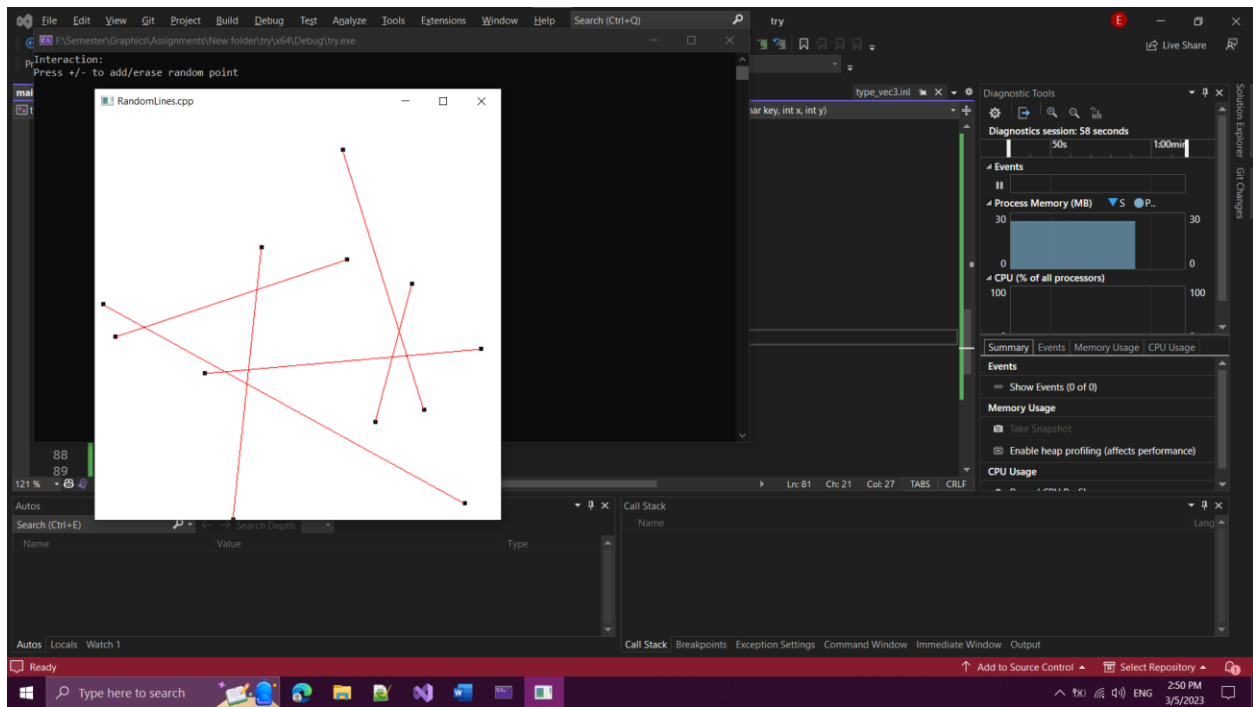 File Edit View Git Project Build Debug Test Analyze Tools Extensions Window Help Search (Ctrl+Q) try E
F:\Semester\Graphics\Assignments\New folder\try\x64\Debug\try.exe
Live Share
Interaction:
Press +/- to add/erase random point
RandomLines.cpp
type_vec3.inl
Diagnostic Tools
Solution Explorer
Git Changes
ar key, int x, int y)
Diagnostics session: 58 seconds
50s 1:00min
Events
Process Memory (MB) S P..
30 30
0 0
CPU (% of all processors)
100 100
Summary Events Memory Usage CPU Usage
Events
Show Events (0 of 0)
Memory Usage
Take Snapshot
Enable heap profiling (affects performance)
CPU Usage
88
89
121 % Ln: 81 Ch: 21 Col: 27 TABS CRLF
Autos Call Stack
Search (Ctrl+E) Search Depth: Name Lang
Name Value Type
Autos Locals Watch 1 Call Stack Breakpoints Exception Settings Command Window Immediate Window Output
Ready Add to Source Control Select Repository
Type here to search ENG 2:50 PM
3/5/2023